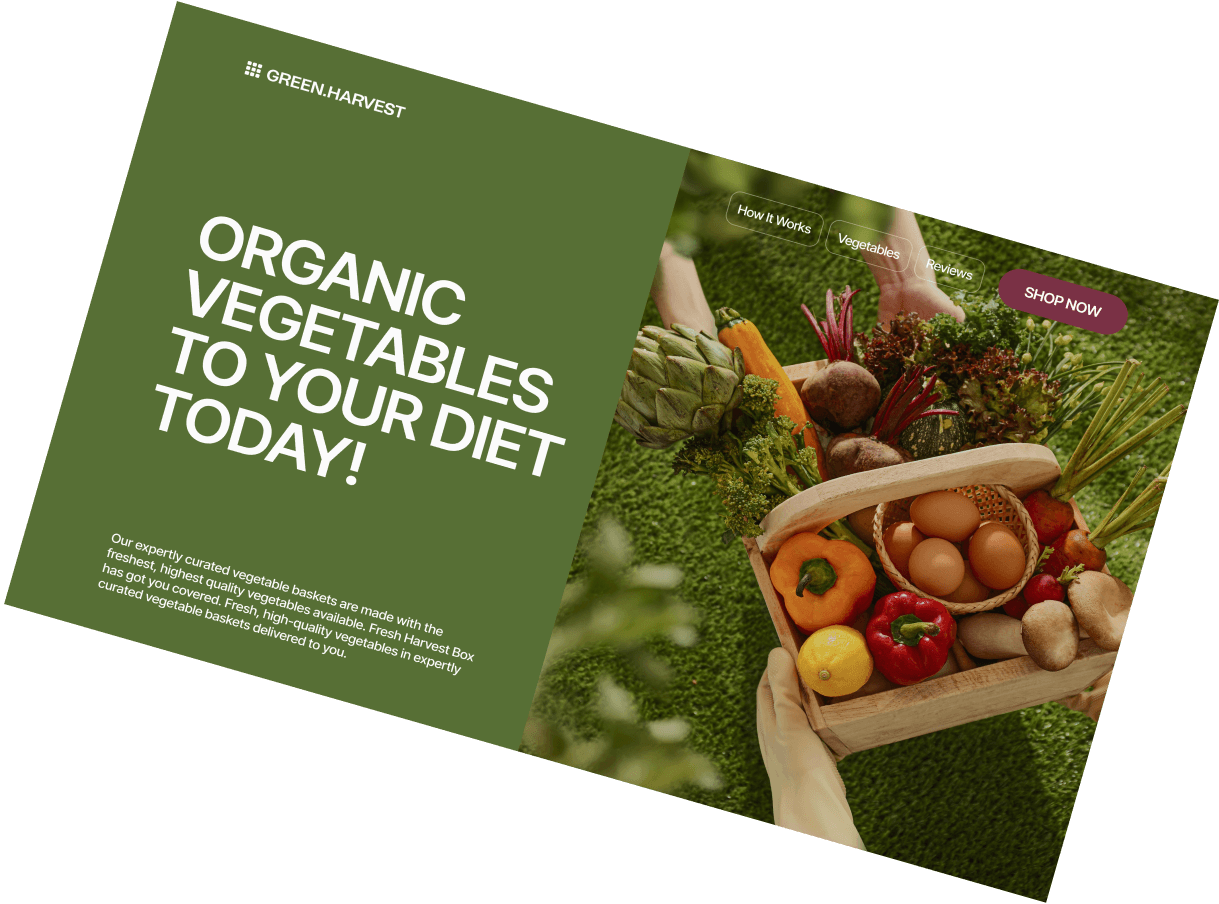 GREEN.HARVEST
How It Works
Vegetables
Reviews
SHOP NOW
ORGANIC
VEGETABLES
TO YOUR DIET
TODAY!
Our expertly curated vegetable baskets are made with the
freshest, highest quality vegetables available. Fresh Harvest Box
has got you covered. Fresh, high-quality vegetables in expertly
curated vegetable baskets delivered to you.